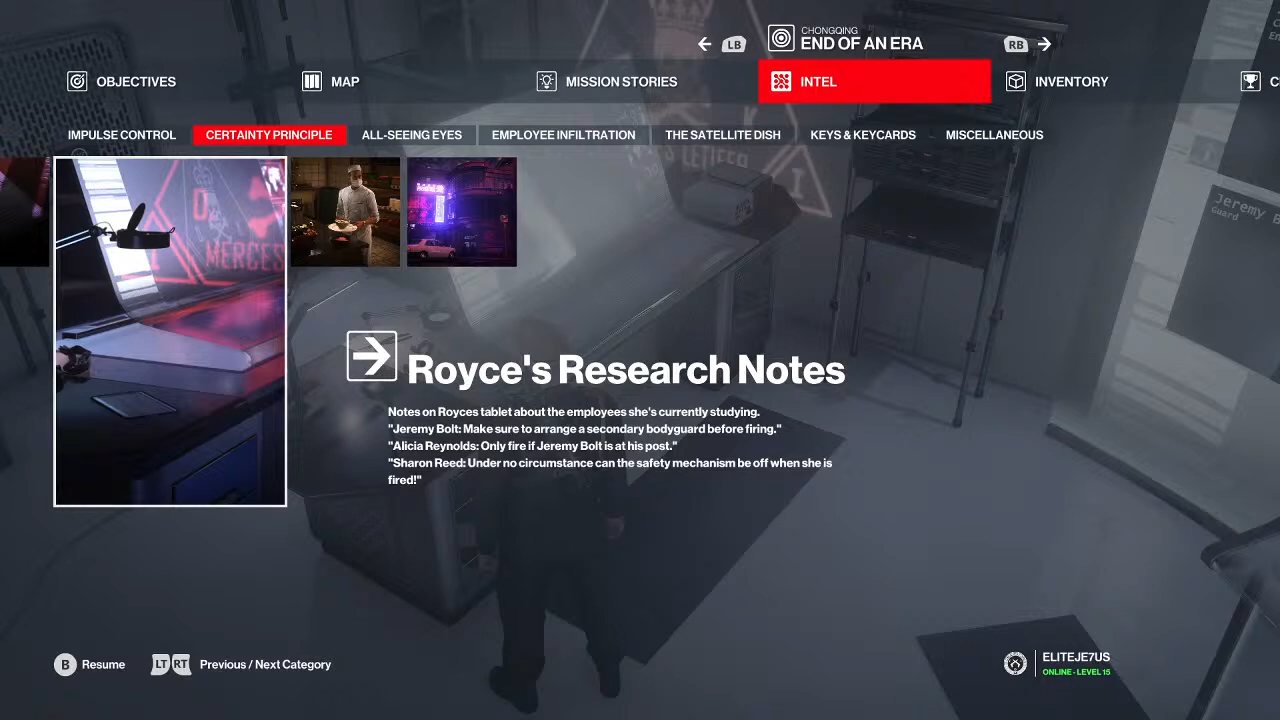 CHONGQING
LB
END OF AN ERA
RB
OBJECTIVES
MAP
MISSION STORIES
INTEL
INVENTORY
C
IMPULSE CONTROL
CERTAINTY PRINCIPLE
ALL-SEEING EYES
EMPLOYEE INFILTRATION
THE SATELLITE DISH
KEYS & KEYCARDS
MISCELLANEOUS
MERCES
Jeremy B
Guard
Royce's Research Notes
Notes on Royces tablet about the employees she's currently studying.
"Jeremy Bolt: Make sure to arrange a secondary bodyguard before firing."
"Alicia Reynolds: Only fire if Jeremy Bolt is at his post."
"Sharon Reed: Under no circumstance can the safety mechanism be off when she is
fired!"
B Resume
LT RT Previous / Next Category
ELITEJE7US
ONLINE - LEVEL 15